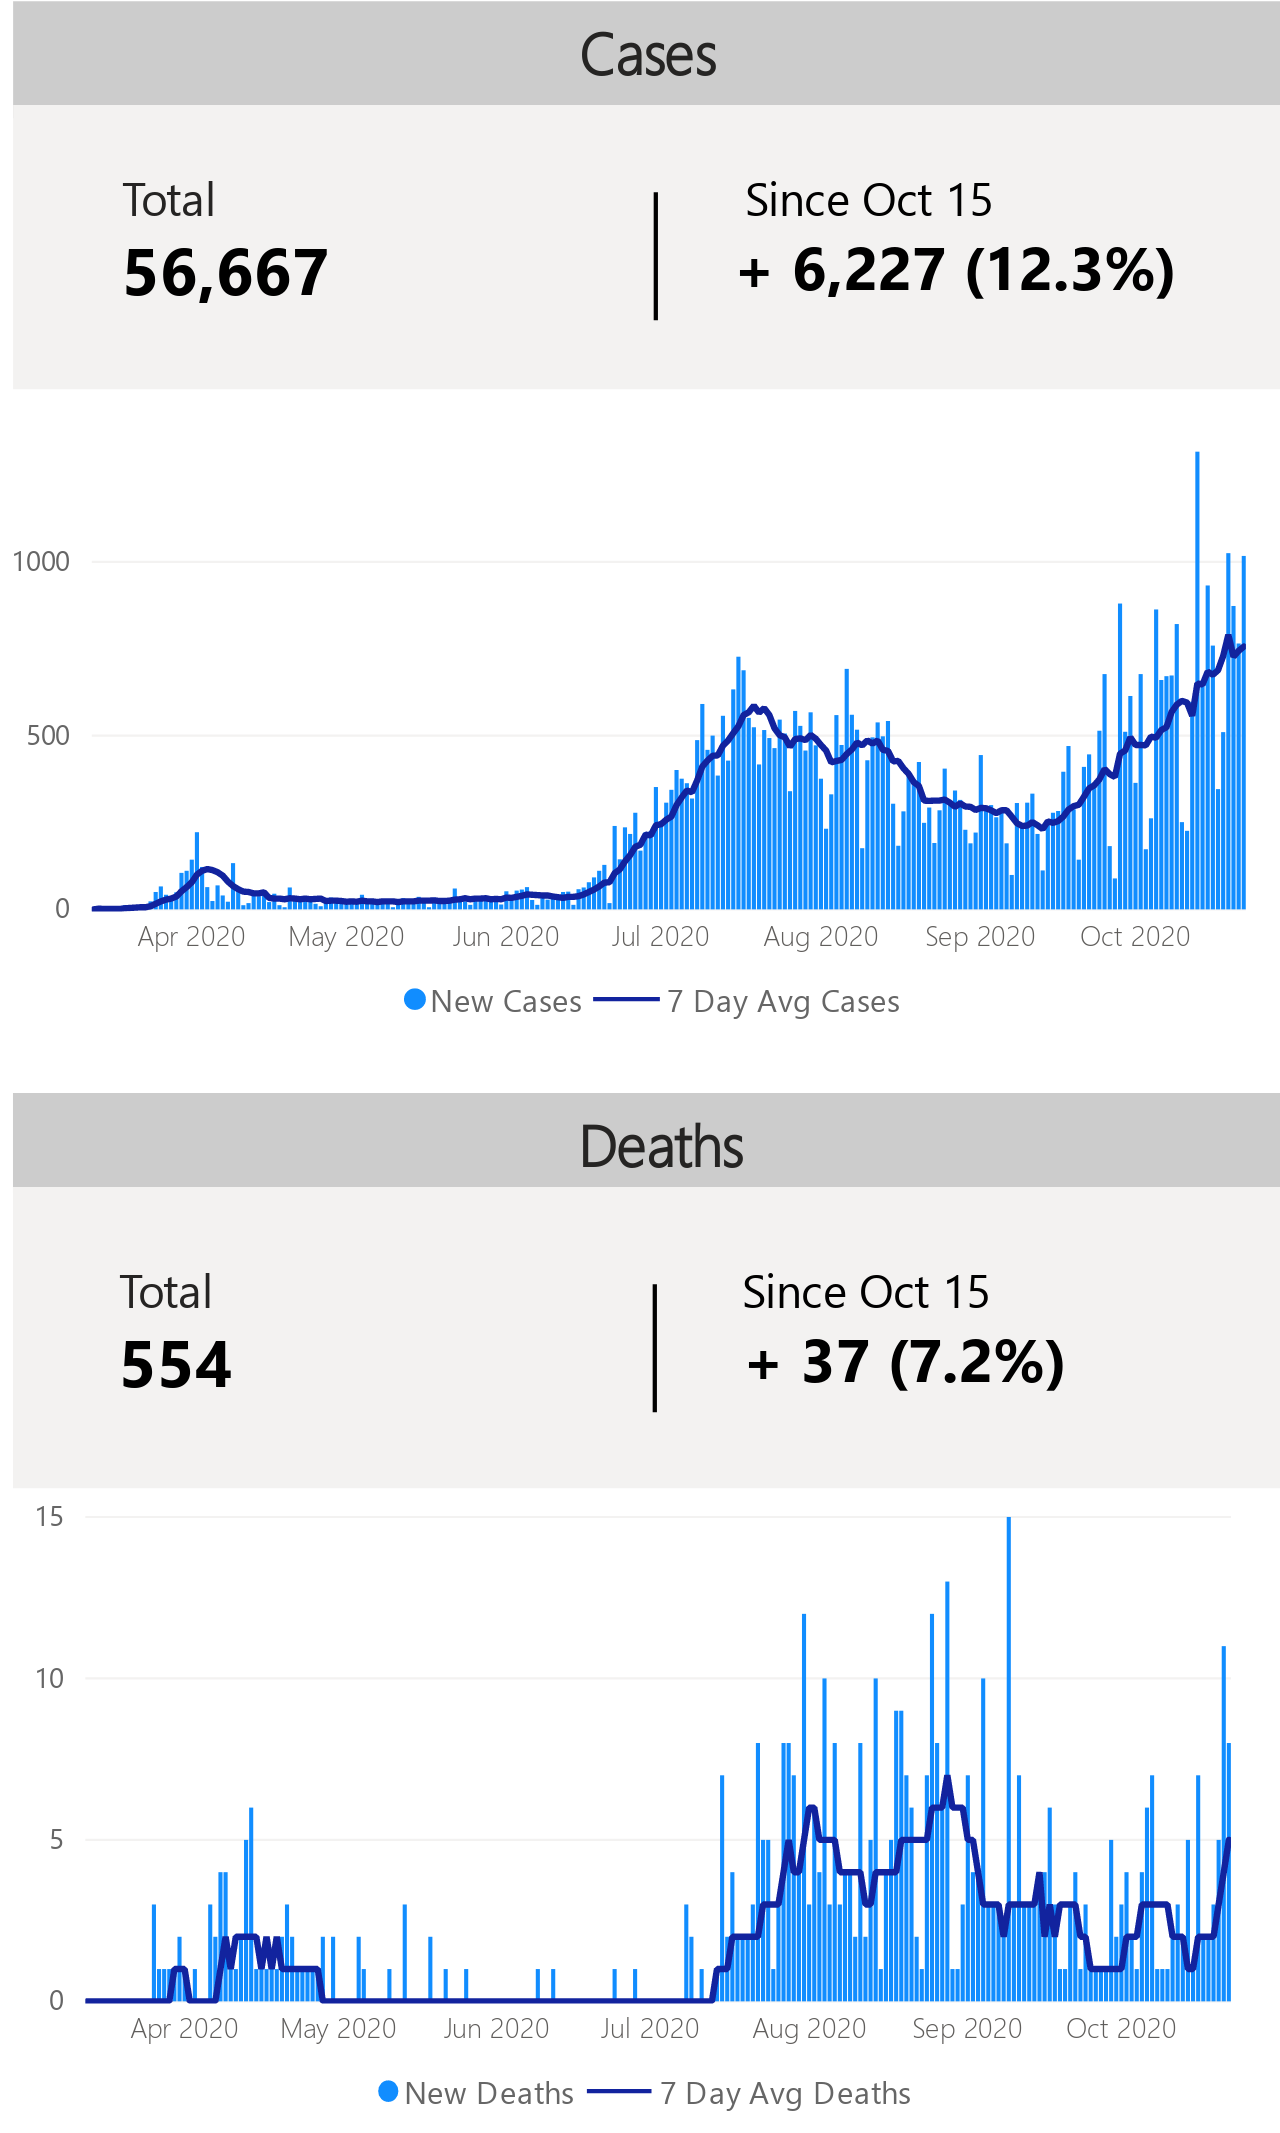 Cases
Total
Since Oct 15
56,667
+ 6,227 (12.3%)
1000
500
0
Apr 2020 May 2020 Jun 2020 Jul 2020 Aug 2020 Sep 2020 Oct 2020
New Cases 7 Day Avg Cases
Deaths
Total
Since Oct 15
554
+ 37 (7.2%)
15
10
5
0
Apr 2020 May 2020 Jun 2020 Jul 2020 Aug 2020 Sep 2020 Oct 2020
New Deaths 7 Day Avg Deaths